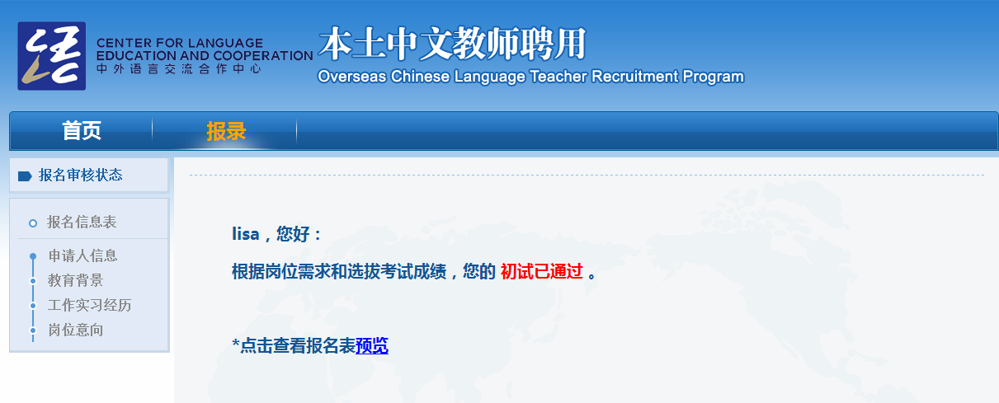 语
CENTER FOR LANGUAGE
EDUCATION AND COOPERATION
中外语言交流合作中心
本土中文教师聘用
Overseas Chinese Language Teacher Recruitment Program
首页
报录
报名审核状态
报名信息表
申请人信息
教育背景
工作实习经历
岗位意向
lisa，您好：
根据岗位需求和选拔考试成绩，您的 初试已通过 。
*点击查看报名表预览